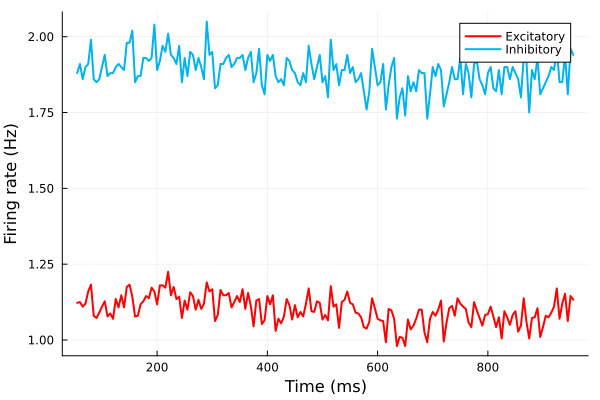 Excitatory
Inhibitory
2.00
1.75
1.50
1.25
1.00
200 400 600 800
Firing rate (Hz)
Time (ms)